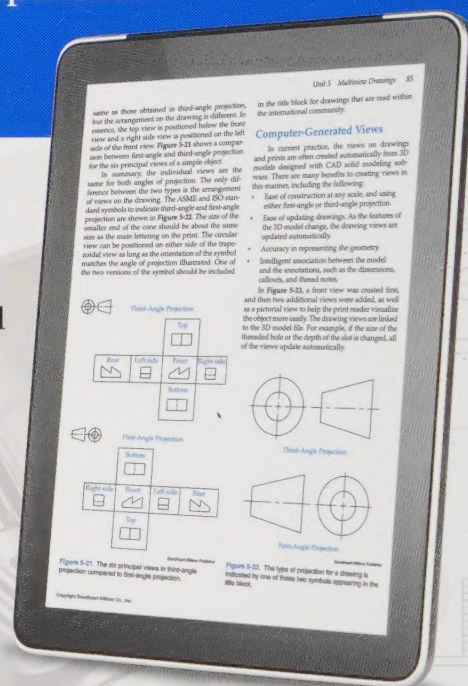 Unit 5 Multiview Drawings 85
same as those obtained in third-angle projection,
but the arrangement on the drawing is different. In
essence, the top view is positioned below the front
view and a right side view is positioned on the left
side of the front view. Figure 5-21 shows a compar-
ison between first-angle and third-angle projection
for the six principal views of a simple object.
In summary, the individual views are the
same for both angles of projection. The only dif-
ference between the two types is the arrangement
of views on the drawing. The ASME and ISO stan-
dard symbols to indicate third-angle and first-angle
projection are shown in Figure 5-22. The size of the
smaller end of the cone should be about the same
size as the main lettering on the print. The circular
view can be positioned on either side of the trape-
zoidal view as long as the orientation of the symbol
matches the angle of projection illustrated. One of
the two versions of the symbol should be included
Third-Angle Projection
Top
Rear Left side Front Right side
Bottom
First-Angle Projection
Bottom
Right side Front Left side Rear
Top
Goodheart-Willcox Publisher
Figure 5-21. The six principal views in third-angle
projection compared to first-angle projection.
Copyright Goodheart-Willcox Co., Inc.
in the title block for drawings that are read within
the international community.
Computer-Generated Views
In current practice, the views on drawings
and prints are often created automatically from 3D
models designed with CAD solid modeling soft-
ware. There are many benefits to creating views in
this manner, including the following:
• Ease of construction at any scale, and using
either first-angle or third-angle projection.
• Ease of updating drawings. As the features of
the 3D model change, the drawing views are
updated automatically.
• Accuracy in representing the geometry.
• Intelligent association between the model
and the annotations, such as the dimensions,
callouts, and thread notes.
In Figure 5-23, a front view was created first,
and then two additional views were added, as well
as a pictorial view to help the print reader visualize
the object more easily. The drawing views are linked
to the 3D model file. For example, if the size of the
threaded hole or the depth of the slot is changed, all
of the views update automatically.
Third-Angle Projection
First-Angle Projection
Goodheart-Willcox Publisher
indicated by one of these two symbols appearing in the
title block.